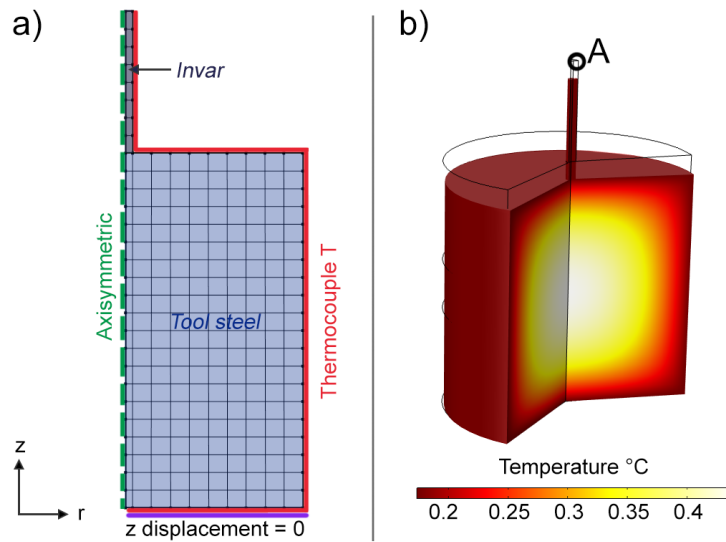 a)
Invar
Axisymmetric
Tool steel
Thermocouple T
z
r
z displacement = 0
b)
A
Temperature °C
0.2 0.25 0.3 0.35 0.4